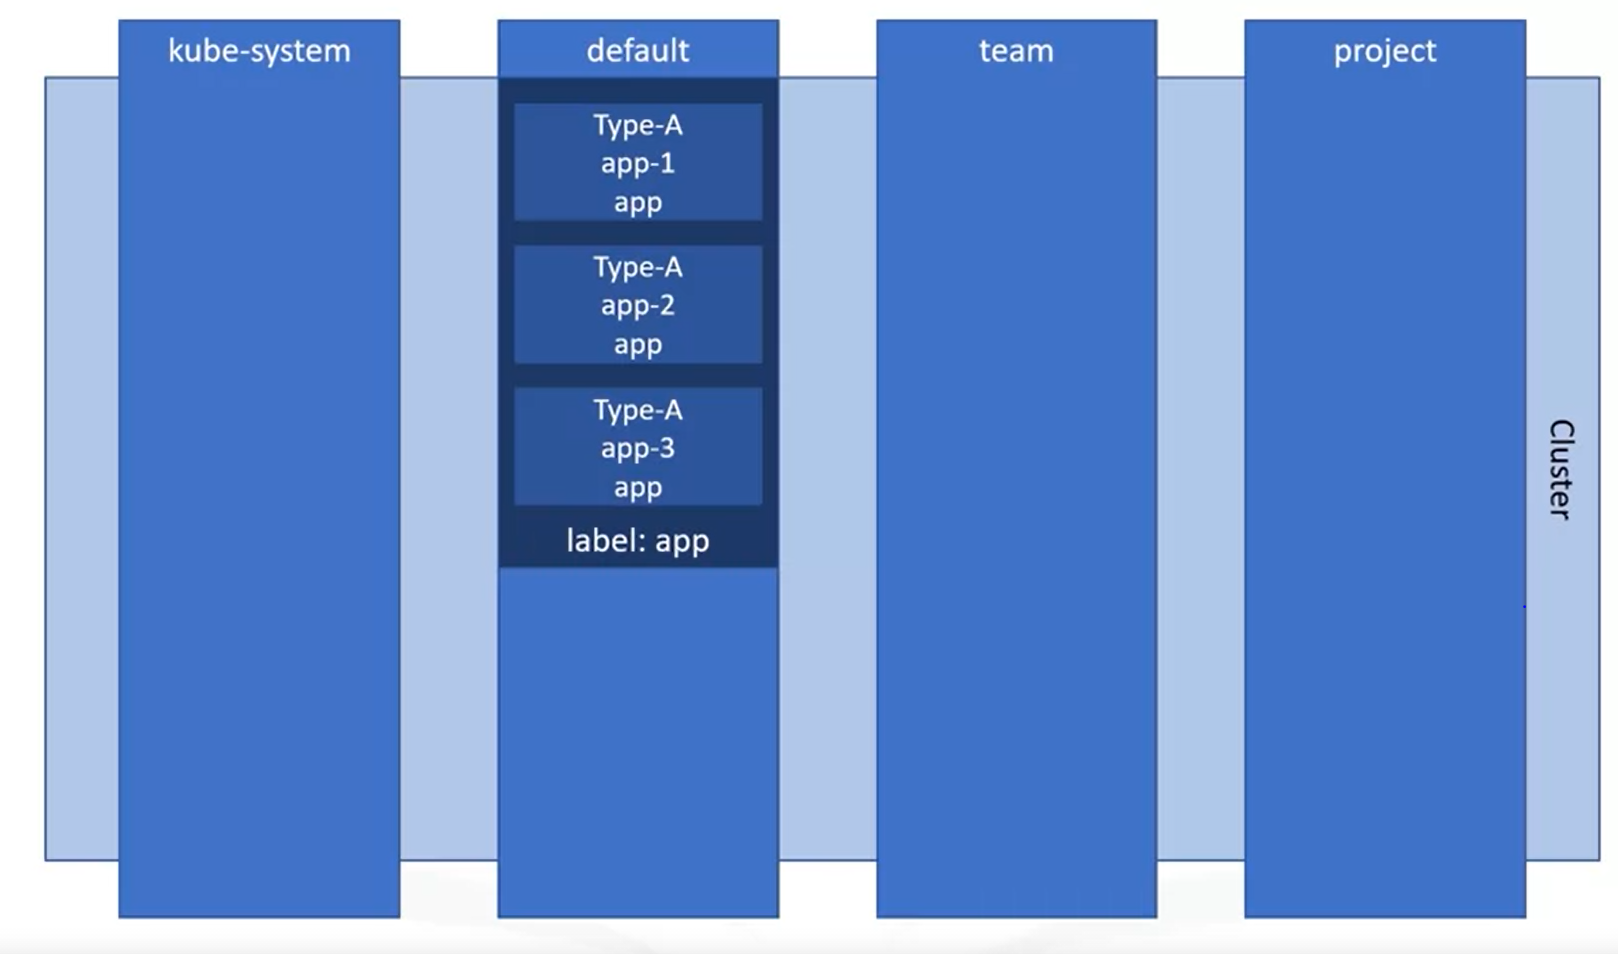 kube-system
default
team
project
Type-A
app-1
app
Type-A
app-2
app
Type-A
app-3
app
label: app
Cluster